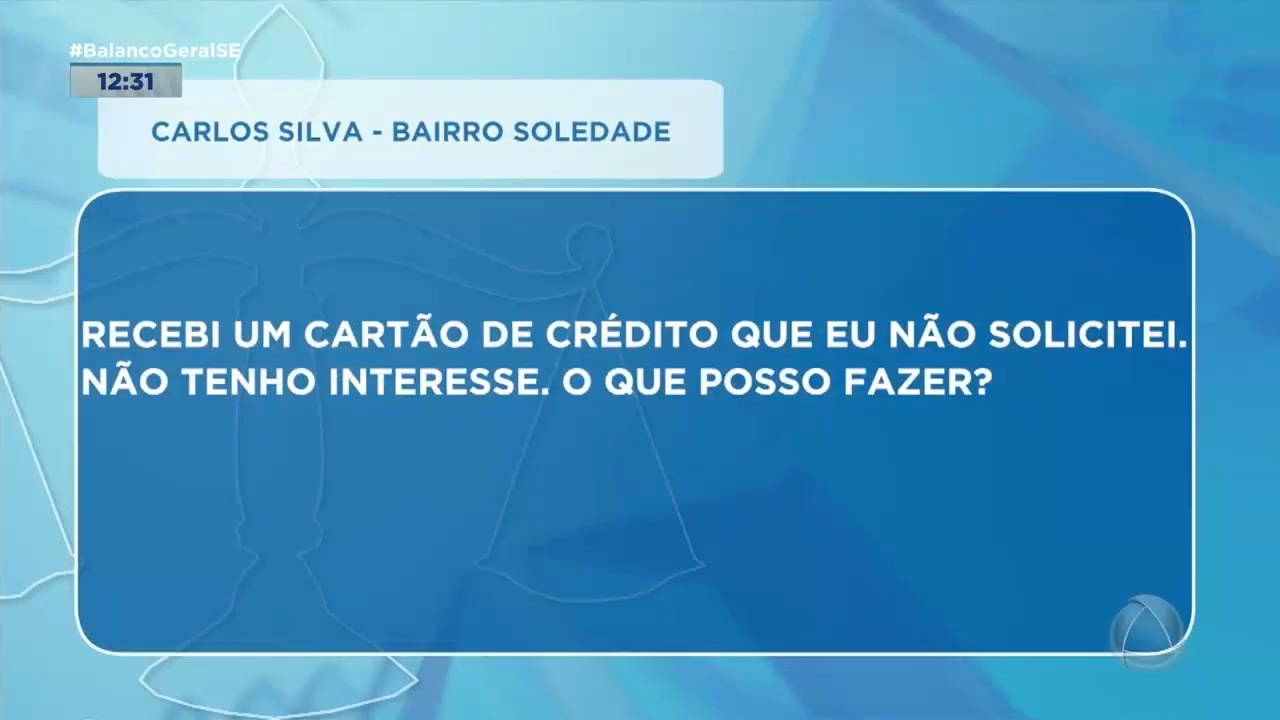 #BalancoGeralSE
12:31
CARLOS SILVA - BAIRRO SOLEDADE
RECEBI UM CARTÃO DE CRÉDITO QUE EU NÃO SOLICITEI.
NÃO TENHO INTERESSE. O QUE POSSO FAZER?